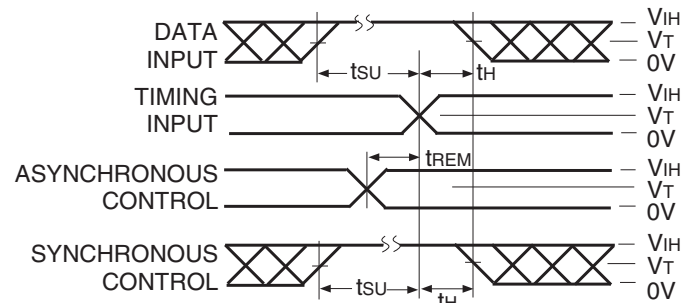 DATA
INPUT
tSU
tH
VIH
VT
0V
TIMING
INPUT
VIH
VT
0V
tREM
ASYNCHRONOUS
CONTROL
VIH
VT
0V
SYNCHRONOUS
CONTROL
tSU
tH
VIH
VT
0V